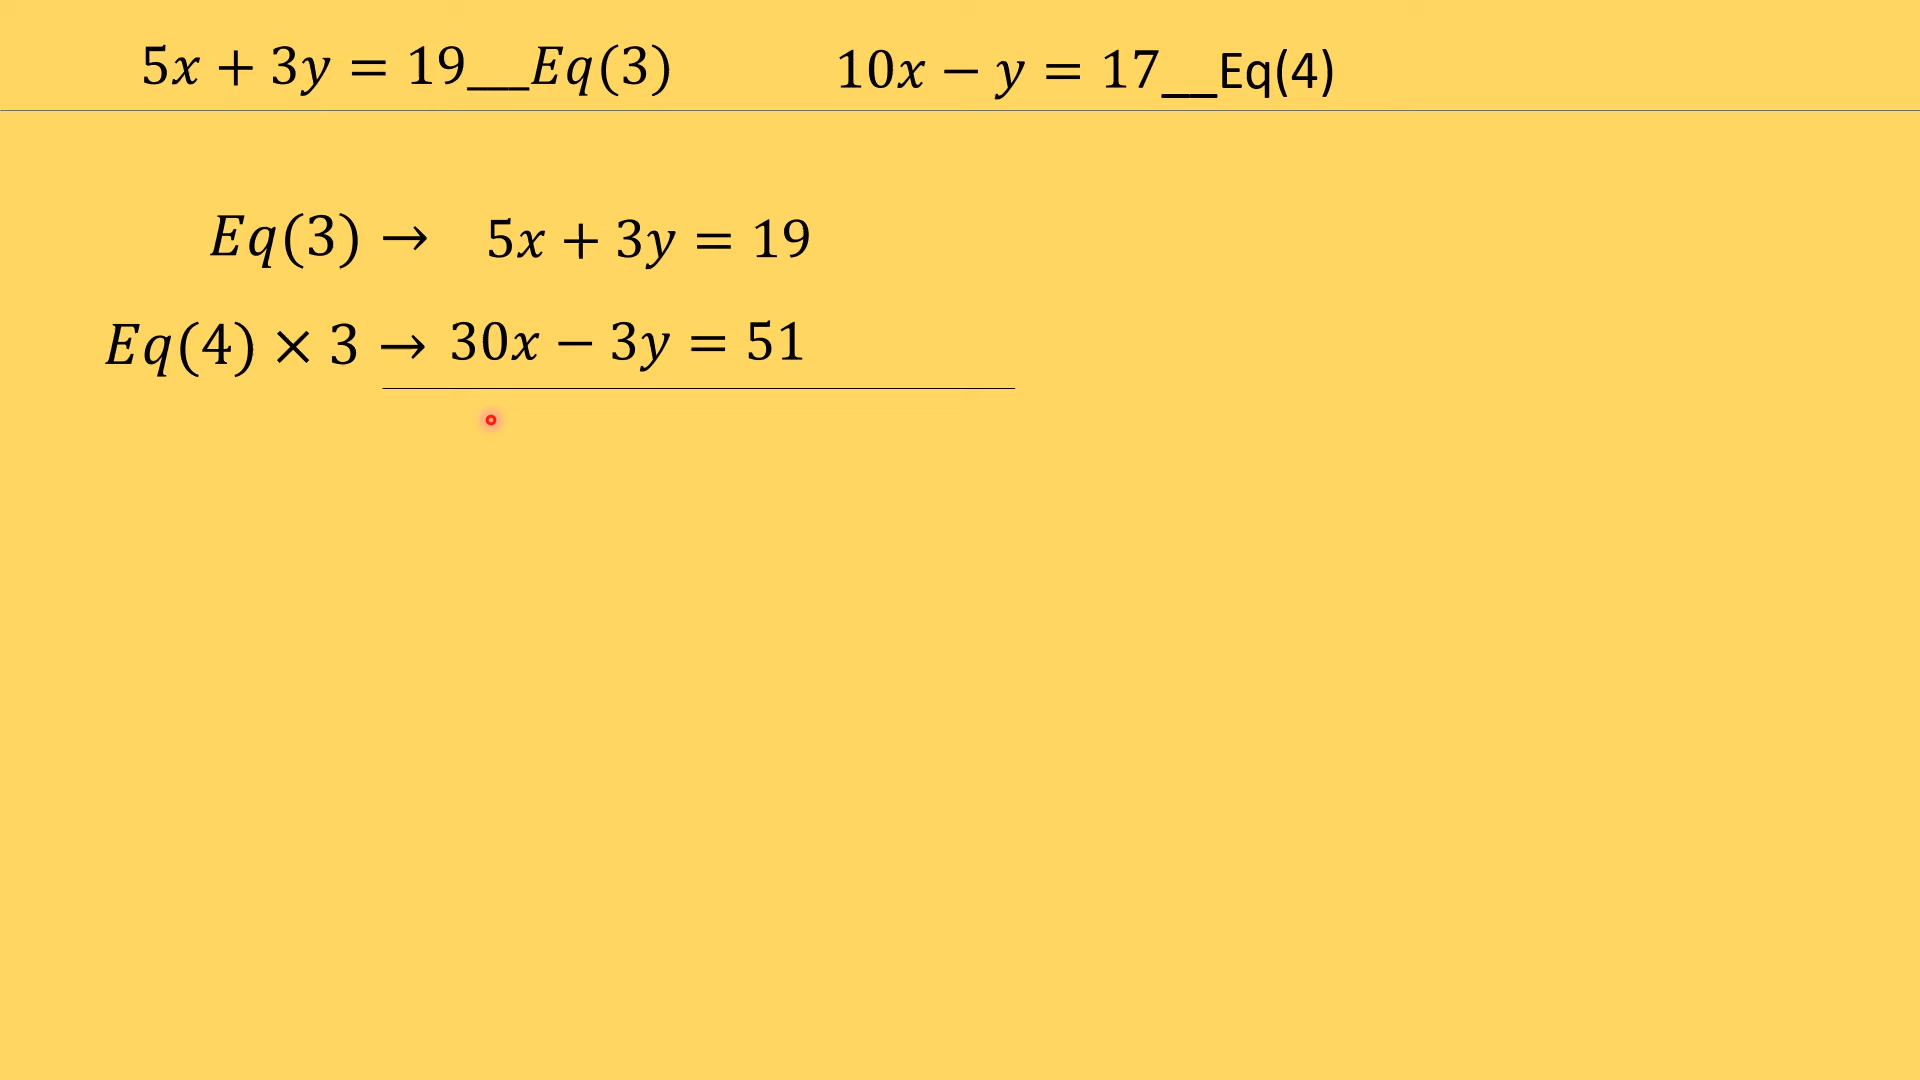 5x + 3y = 19__Eq(3) 10x − y = 17__Eq(4)
Eq(3) → 5x + 3y = 19
Eq(4) × 3 → 30x − 3y = 51